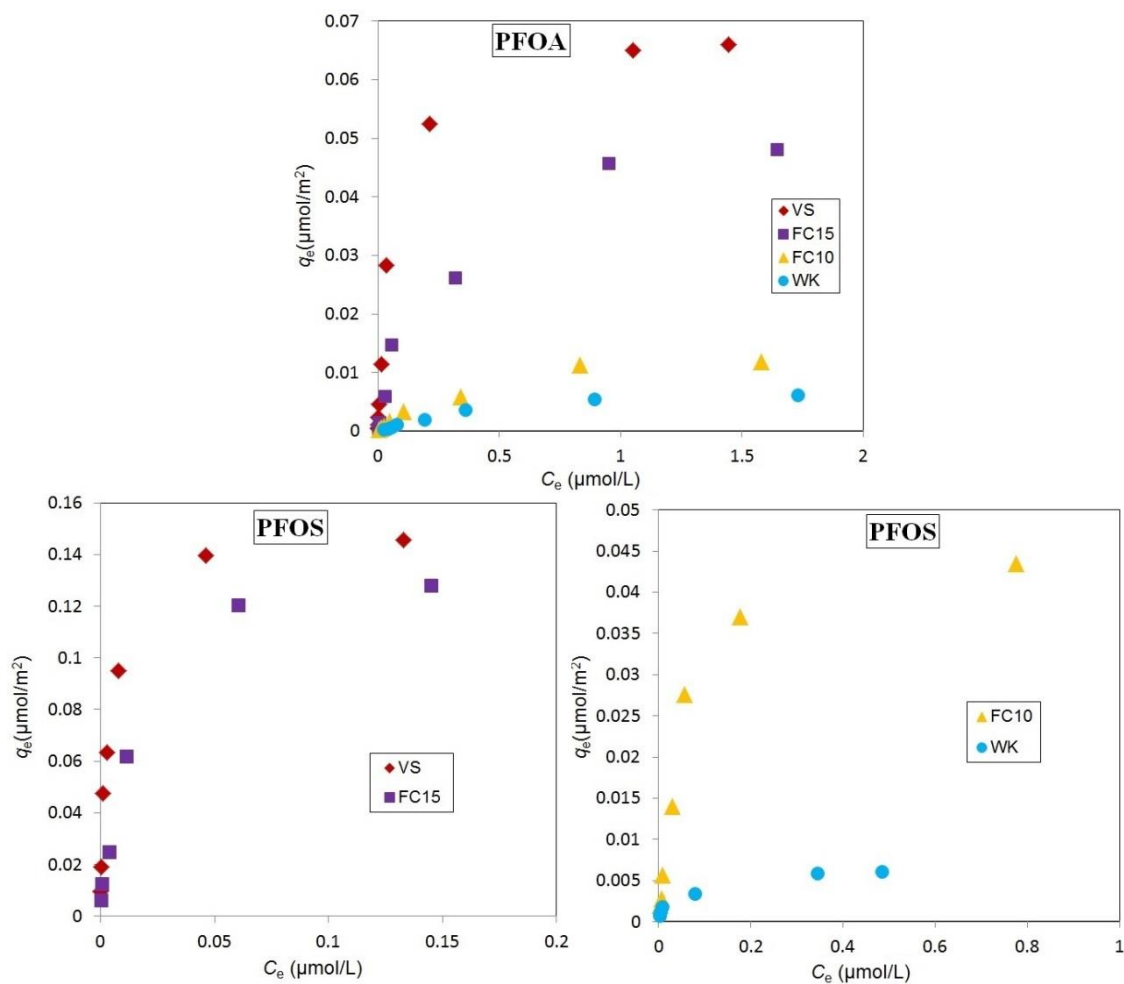 PFOA
0.07
0.06
0.05
0.04
0.03
0.02
0.01
0
qe(µmol/m²)
VS
FC15
FC10
WK
0 0.5 1 1.5 2
Ce (µmol/L)
PFOS
0.16
0.14
0.12
0.1
0.08
0.06
0.04
0.02
0
qe(µmol/m²)
VS
FC15
0 0.05 0.1 0.15 0.2
Ce (µmol/L)
PFOS
0.05
0.045
0.04
0.035
0.03
0.025
0.02
0.015
0.01
0.005
0
qe(µmol/m²)
FC10
WK
0 0.2 0.4 0.6 0.8 1
Ce (µmol/L)